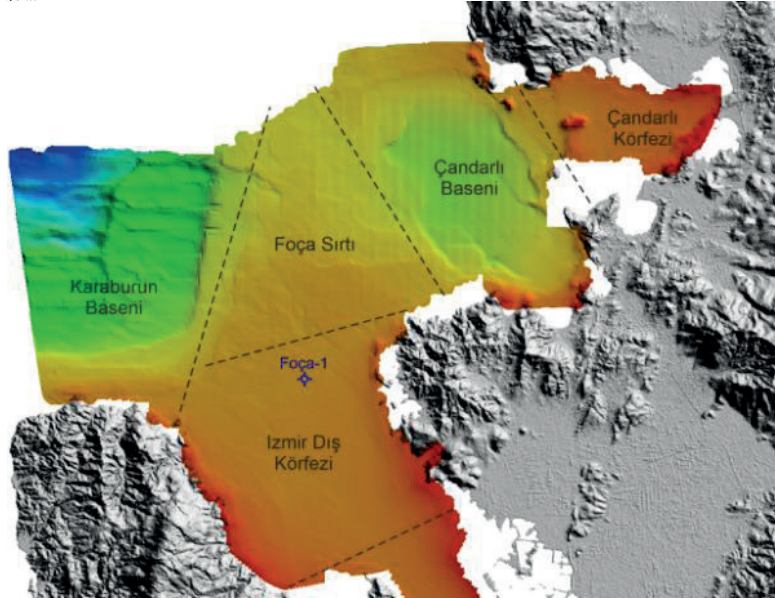 Çandarlı
Körfezi
Çandarlı
Baseni
Foça Sırtı
Karaburun
Baseni
Foça-1
Izmir Dış
Körfezi